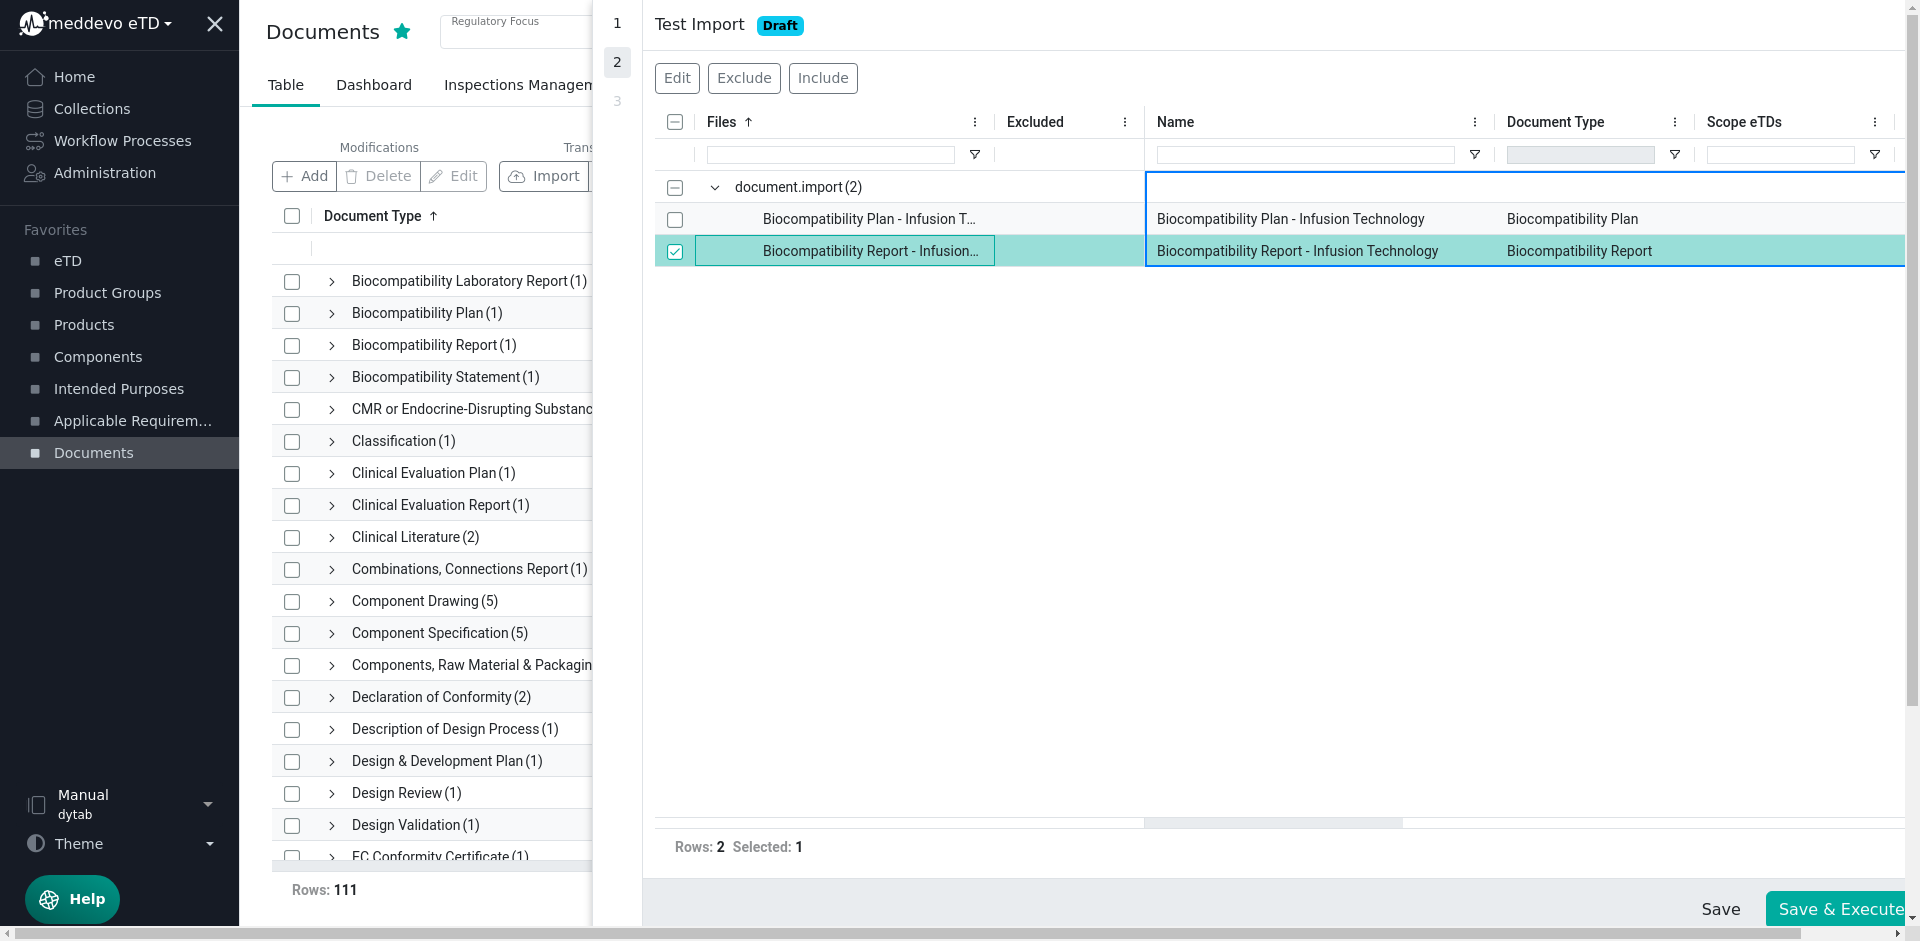 meddevo eTD
Home
Collections
Workflow Processes
Administration
Favorites
eTD
Product Groups
Products
Components
Intended Purposes
Applicable Requirem...
Documents
Manual
dytab
Theme
Help
Documents
Regulatory Focus
Table Dashboard Inspections Managem
Modifications Trans
Add Delete Edit Import
Document Type
Biocompatibility Laboratory Report (1)
Biocompatibility Plan (1)
Biocompatibility Report (1)
Biocompatibility Statement (1)
CMR or Endocrine-Disrupting Substanc
Classification (1)
Clinical Evaluation Plan (1)
Clinical Evaluation Report (1)
Clinical Literature (2)
Combinations, Connections Report (1)
Component Drawing (5)
Component Specification (5)
Components, Raw Material & Packagin
Declaration of Conformity (2)
Description of Design Process (1)
Design & Development Plan (1)
Design Review (1)
Design Validation (1)
EC Conformity Certificate (1)
Rows: 111
1
2
3
Test Import Draft
Edit Exclude Include
Files Excluded Name Document Type Scope eTDs
document.import (2)
Biocompatibility Plan - Infusion T... Biocompatibility Plan - Infusion Technology Biocompatibility Plan
Biocompatibility Report - Infusion... Biocompatibility Report - Infusion Technology Biocompatibility Report
Rows: 2 Selected: 1
Save Save & Execute